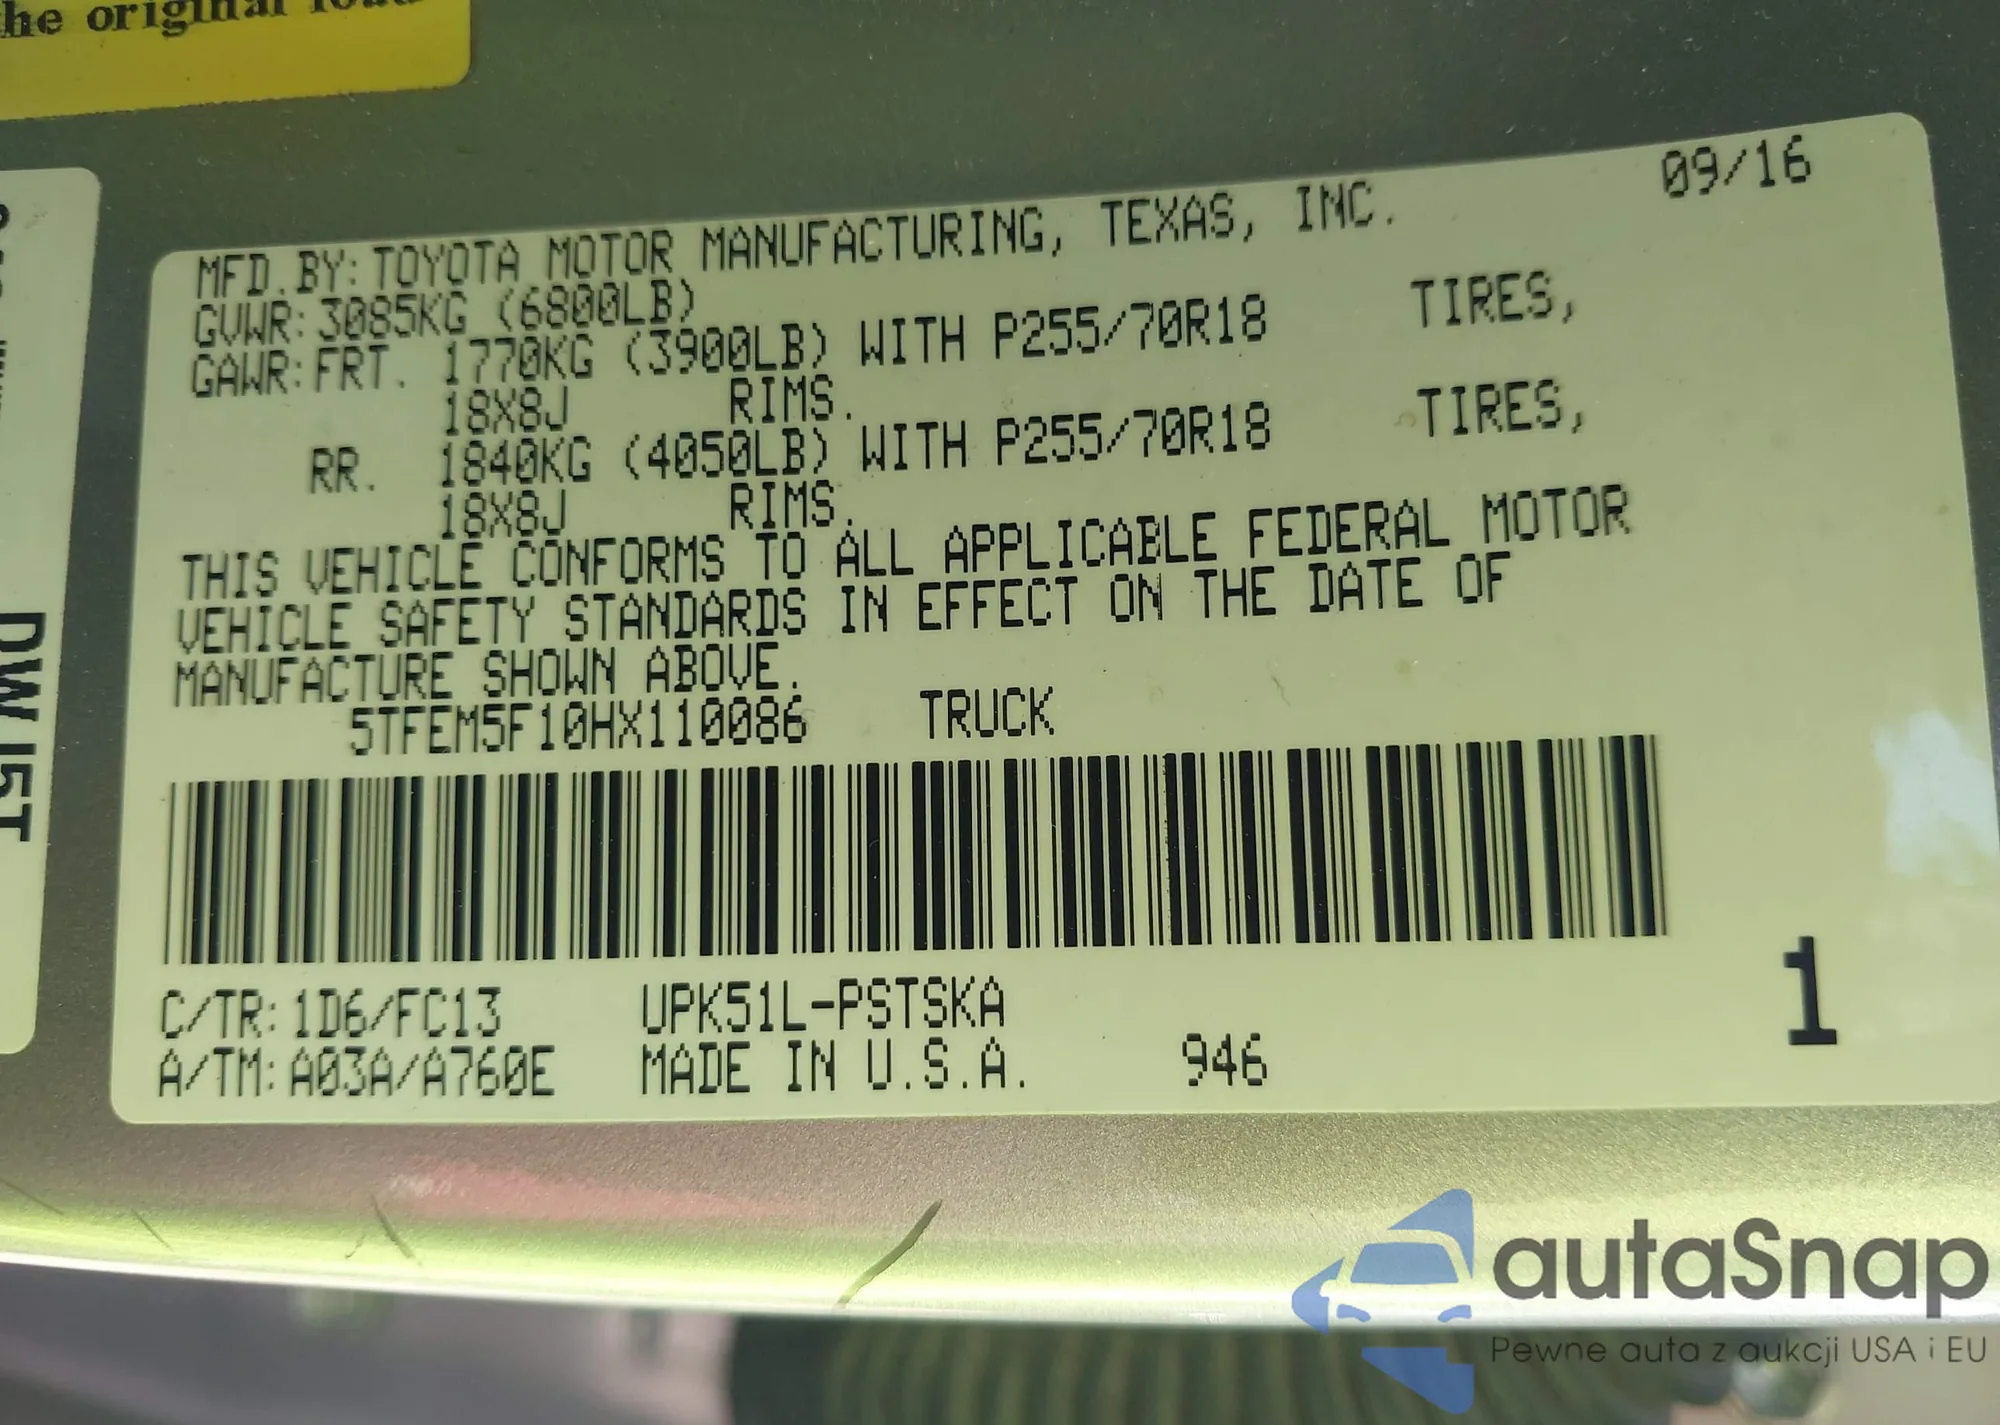 he original load
09/16
MFD.BY:TOYOTA MOTOR MANUFACTURING, TEXAS, INC.
GVWR:3085KG (6800LB)
GAWR:FRT. 1770KG (3900LB) WITH P255/70R18 TIRES,
18X8J RIMS.
RR. 1840KG (4050LB) WITH P255/70R18 TIRES,
18X8J RIMS.
THIS VEHICLE CONFORMS TO ALL APPLICABLE FEDERAL MOTOR
VEHICLE SAFETY STANDARDS IN EFFECT ON THE DATE OF
MANUFACTURE SHOWN ABOVE.
5TFEM5F10HX110086 TRUCK
C/TR:1D6/FC13 UPK51L-PSTSKA
A/TM:A03A/A760E MADE IN U.S.A. 946
1
autaSnap
Pewne auta z aukcji USA i EU